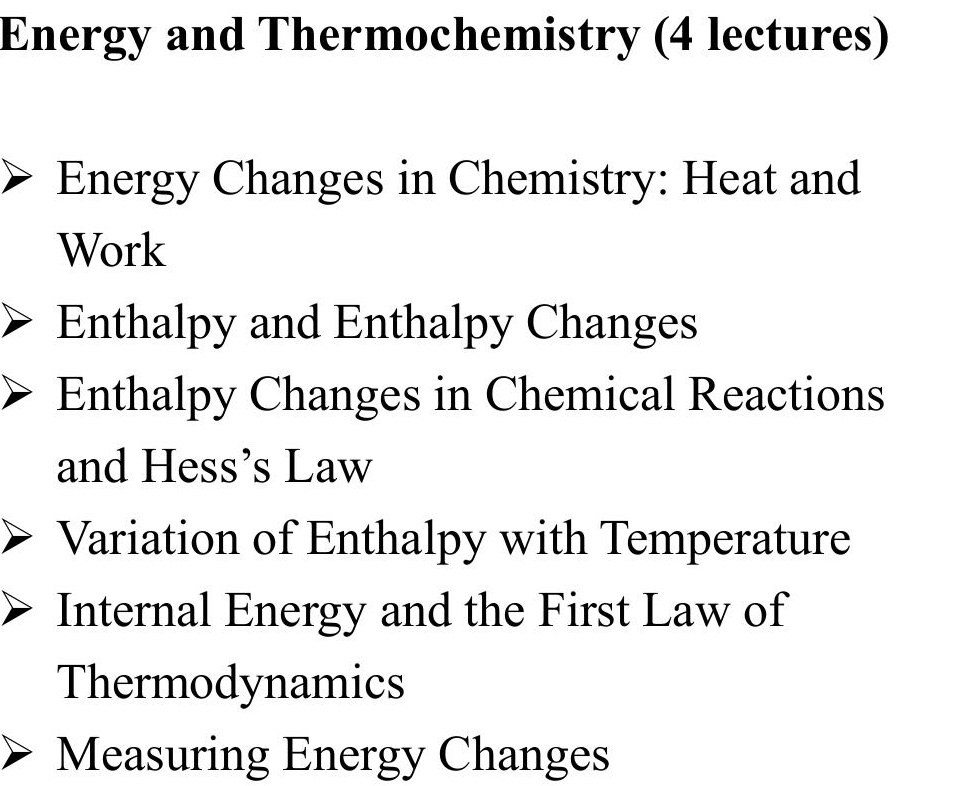 Energy and Thermochemistry (4 lectures)
➢ Energy Changes in Chemistry: Heat and
Work
➢ Enthalpy and Enthalpy Changes
➢ Enthalpy Changes in Chemical Reactions
and Hess’s Law
➢ Variation of Enthalpy with Temperature
➢ Internal Energy and the First Law of
Thermodynamics
➢ Measuring Energy Changes